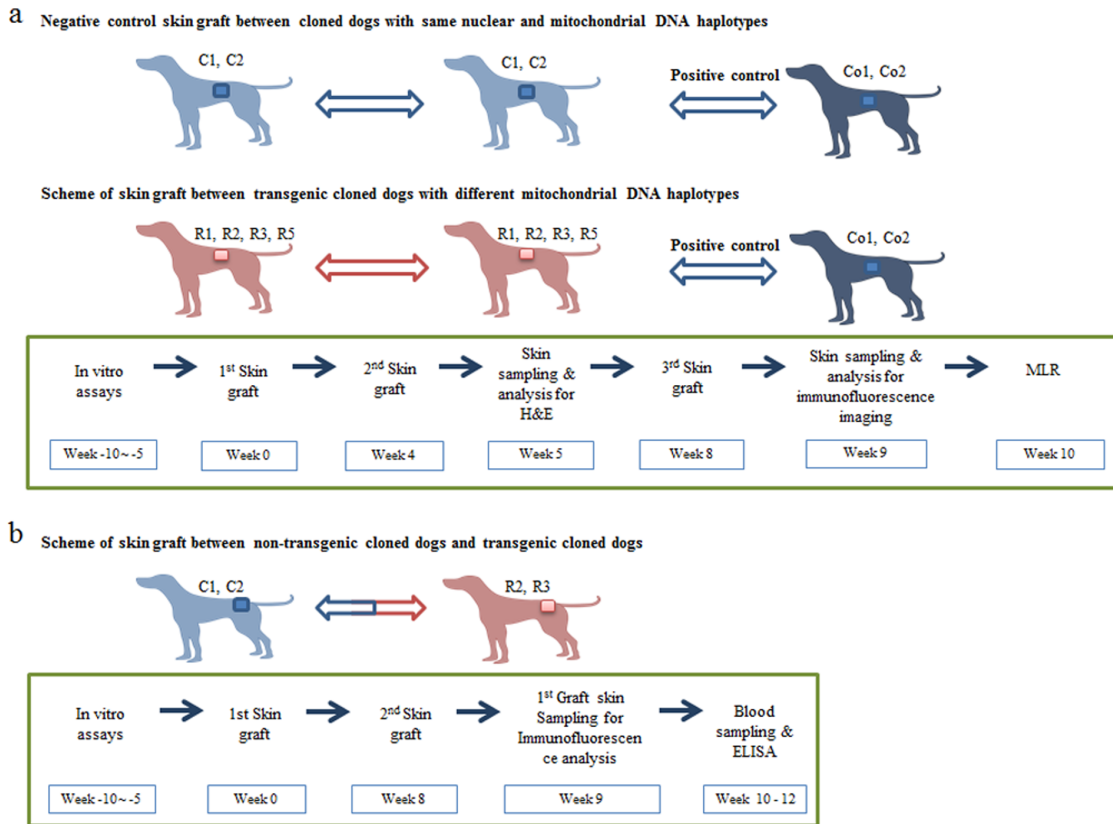 a
Negative control skin graft between cloned dogs with same nuclear and mitochondrial DNA haplotypes
C1, C2
C1, C2
Positive control
Co1, Co2
Scheme of skin graft between transgenic cloned dogs with different mitochondrial DNA haplotypes
R1, R2, R3, R5
R1, R2, R3, R5
Positive control
Co1, Co2
In vitro
assays
1st Skin
graft
2nd Skin
graft
Skin
sampling &
analysis for
H&E
3rd Skin
graft
Skin sampling &
analysis for
immunofluorescence
imaging
MLR
Week -10~ -5
Week 0
Week 4
Week 5
Week 8
Week 9
Week 10
b
Scheme of skin graft between non-transgenic cloned dogs and transgenic cloned dogs
C1, C2
R2, R3
In vitro
assays
1st Skin
graft
2nd Skin
graft
1st Graft skin
Sampling for
Immunofluorescen
ce analysis
Blood
sampling &
ELISA
Week -10~ -5
Week 0
Week 8
Week 9
Week 10 - 12